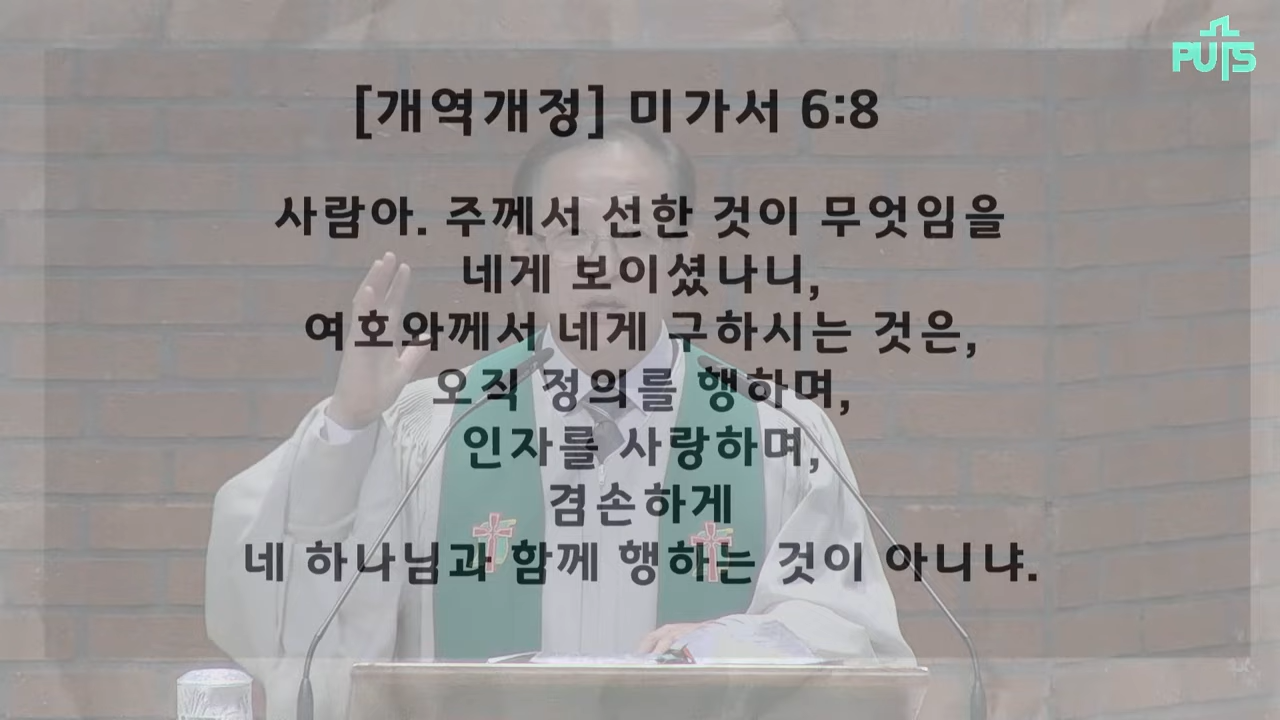 PUTS
[개역개정] 미가서 6:8
사람아. 주께서 선한 것이 무엇임을
네게 보이셨나니,
여호와께서 네게 구하시는 것은,
오직 정의를 행하며,
인자를 사랑하며,
겸손하게
네 하나님과 함께 행하는 것이 아니냐.